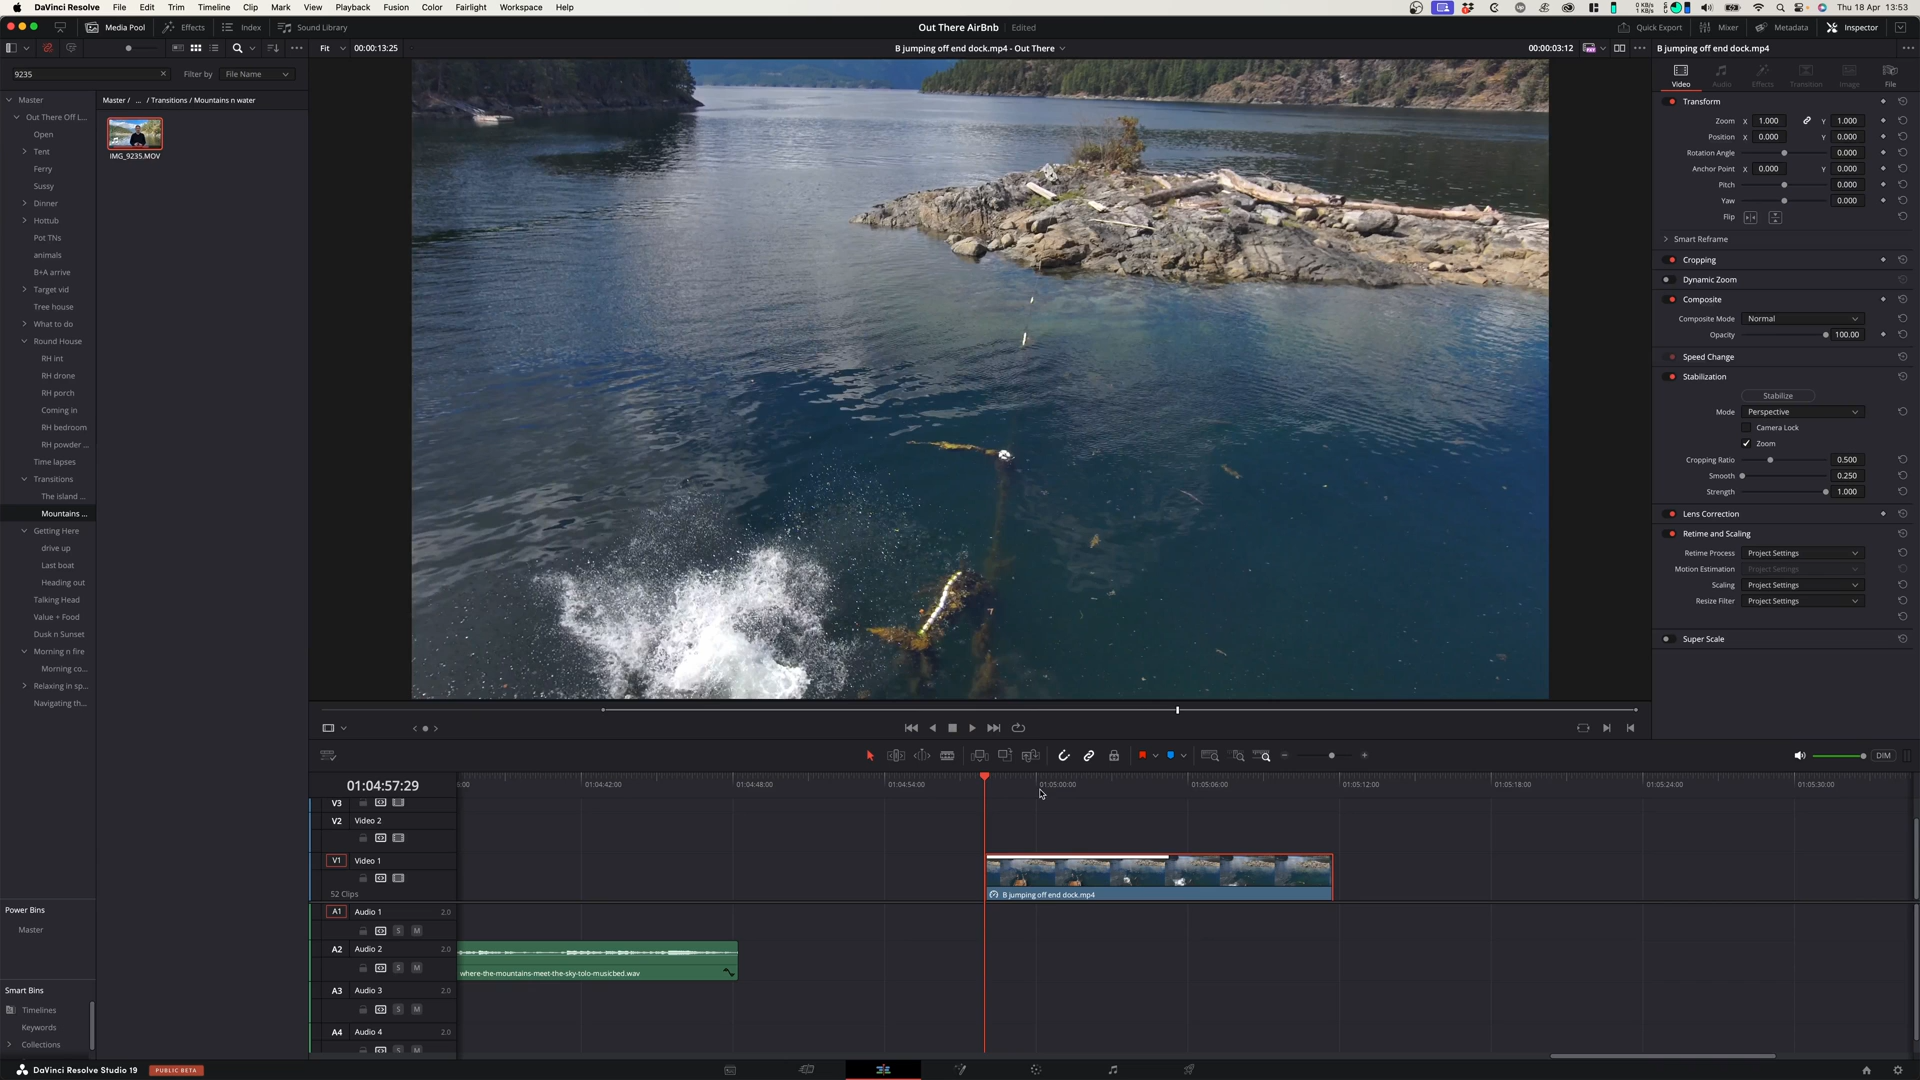 DaVinci Resolve File Edit Trim Timeline Clip Mark View Playback Fusion Color Fairlight Workspace Help
0 KB/s
1 KB/s
Thu 18 Apr 13:53
Media Pool Effects Index Sound Library
Out There AirBnb Edited
Quick Export Mixer Metadata Inspector
Fit 00:00:13:25
B jumping off end dock.mp4 - Out There
00:00:03:12
B jumping off end dock.mp4
9235
Filter by File Name
Master
Out There Off L...
Open
Tent
Ferry
Sussy
Dinner
Hottub
Pot TNs
animals
B+A arrive
Target vid
Tree house
What to do
Round House
RH int
RH drone
RH porch
Coming in
RH bedroom
RH powder ...
Time lapses
Transitions
The island ...
Mountains ...
Getting Here
drive up
Last boat
Heading out
Talking Head
Value + Food
Dusk n Sunset
Morning n fire
Morning co...
Relaxing in sp...
Navigating th...
Power Bins
Master
Smart Bins
Timelines
Keywords
Collections
Master / ... / Transitions / Mountains n water
IMG_9235.MOV
Video Audio Effects Transition Image File
Transform
Zoom X 1.000 Y 1.000
Position X 0.000 Y 0.000
Rotation Angle 0.000
Anchor Point X 0.000 Y 0.000
Pitch 0.000
Yaw 0.000
Flip
Smart Reframe
Cropping
Dynamic Zoom
Composite
Composite Mode Normal
Opacity 100.00
Speed Change
Stabilization
Stabilize
Mode Perspective
Camera Lock
Zoom
Cropping Ratio 0.500
Smooth 0.250
Strength 1.000
Lens Correction
Retime and Scaling
Retime Process Project Settings
Motion Estimation Project Settings
Scaling Project Settings
Resize Filter Project Settings
Super Scale
DIM
01:04:57:29
01:04:42:00 01:04:48:00 01:04:54:00 01:05:00:00 01:05:06:00 01:05:12:00 01:05:18:00 01:05:24:00 01:05:30:00
V3
V2 Video 2
V1 Video 1
52 Clips
B jumping off end dock.mp4
A1 Audio 1 2.0
S M
A2 Audio 2 2.0
S M
where-the-mountains-meet-the-sky-tolo-musicbed.wav
A3 Audio 3 2.0
S M
A4 Audio 4 2.0
S M
DaVinci Resolve Studio 19 PUBLIC BETA